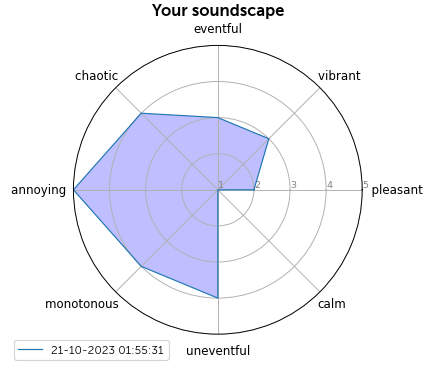 Your soundscape
eventful
chaotic
vibrant
annoying
1 2 3 4 5
pleasant
monotonous
calm
uneventful
21-10-2023 01:55:31